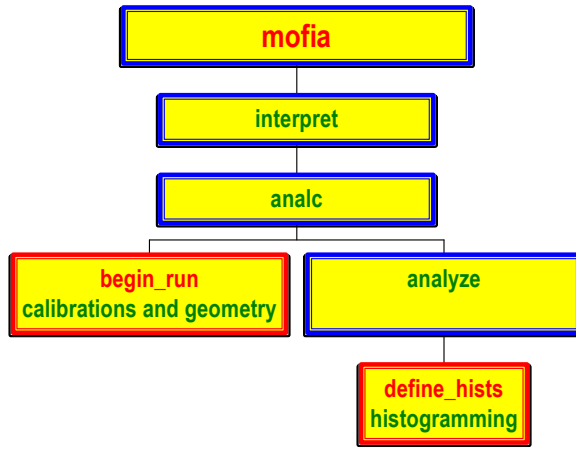 mofia
interpret
analc
begin_run
calibrations and geometry
analyze
define_hists
histogramming